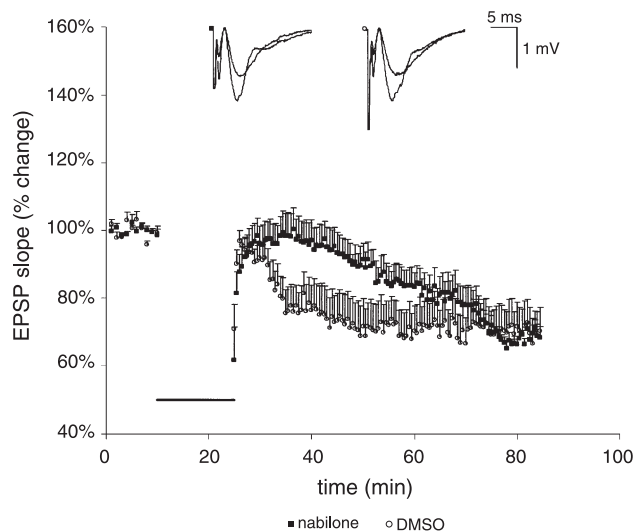 160%
140%
120%
100%
80%
60%
40%
EPSP slope (% change)
5 ms
1 mV
0
20
40
60
80
100
time (min)
nabilone
DMSO